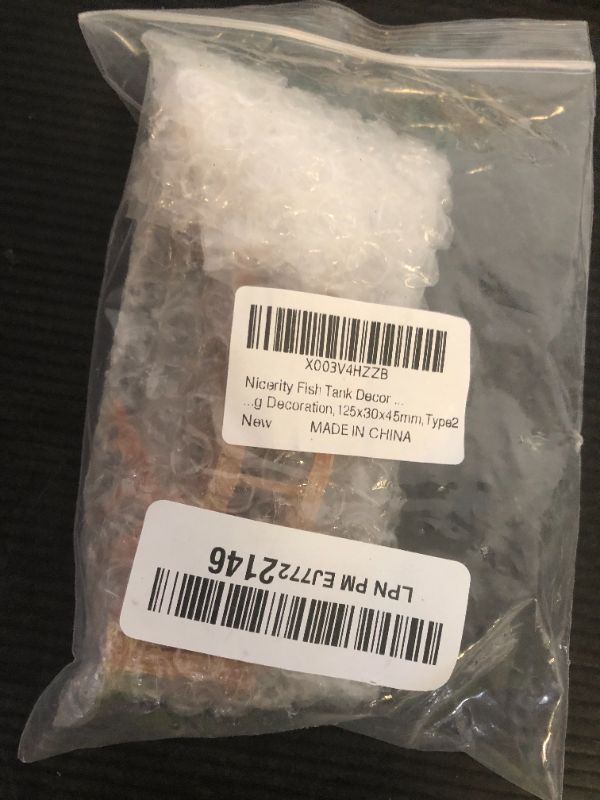 X003V4HZZB
Nicerity Fish Tank Decor ...
...g Decoration,125x30x45mm,Type2
New MADE IN CHINA
LPN PM EJ7722146